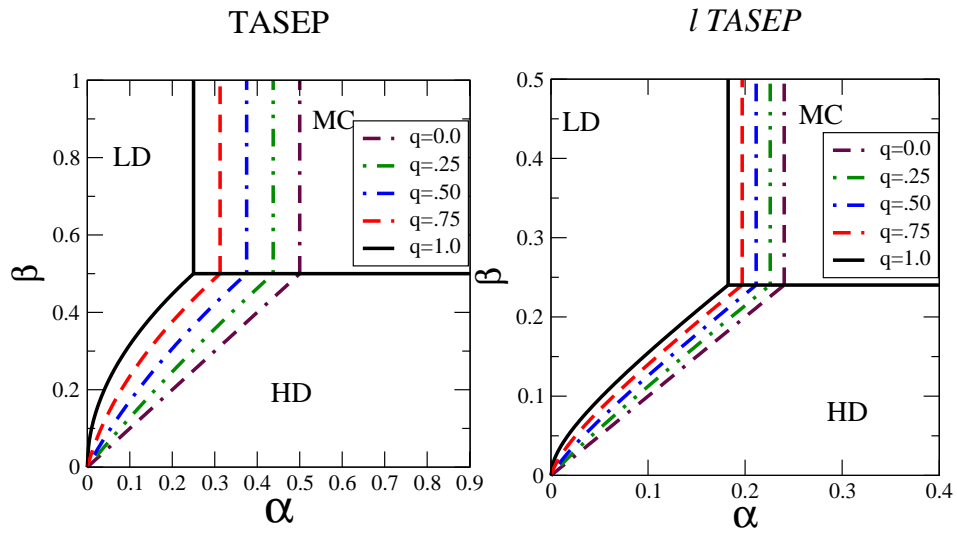 TASEP
l TASEP
1
0.8
0.6
0.4
0.2
0
β
LD
MC
HD
q=0.0
q=.25
q=.50
q=.75
q=1.0
0 0.1 0.2 0.3 0.4 0.5 0.6 0.7 0.8 0.9
α
0.5
0.4
0.3
0.2
0.1
0
β
LD
MC
HD
q=0.0
q=.25
q=.50
q=.75
q=1.0
0 0.1 0.2 0.3 0.4
α